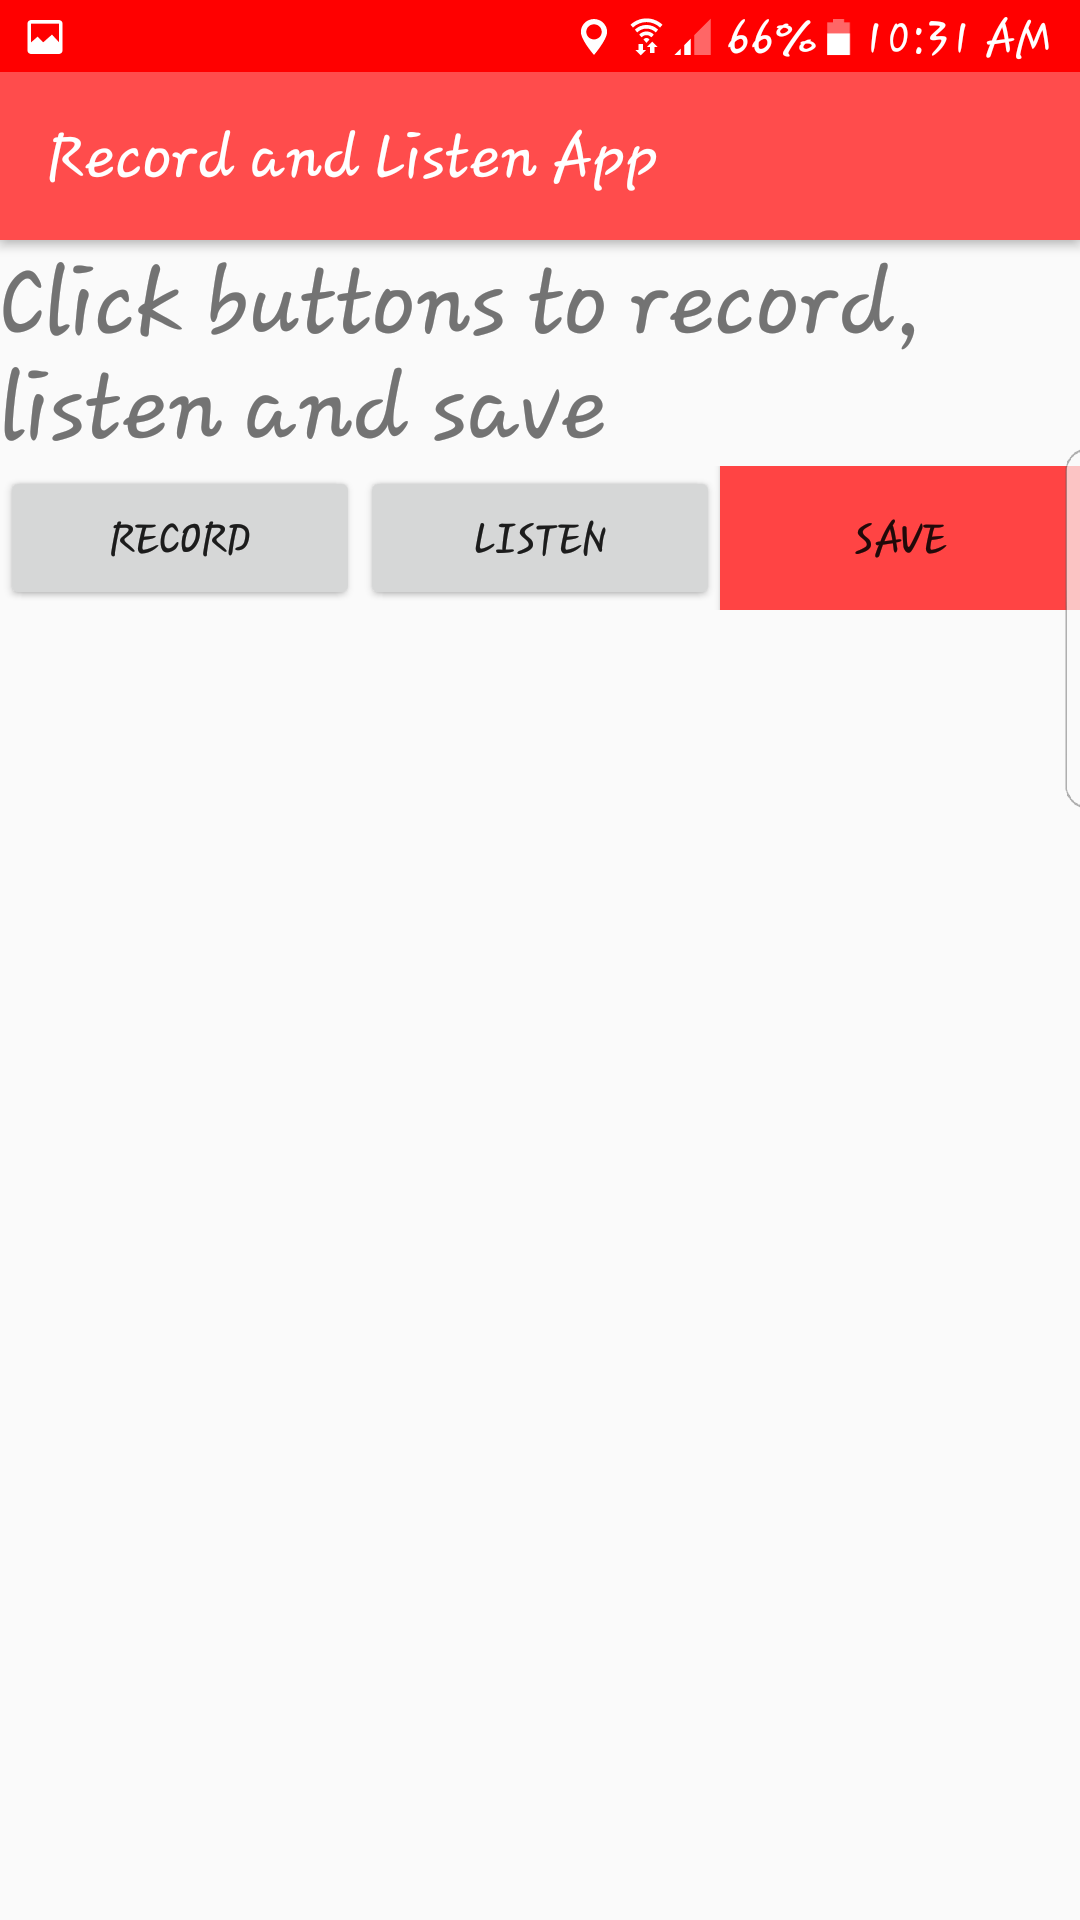 66% 10:31 AM
Record and Listen App
Click buttons to record,
listen and save
RECORD LISTEN SAVE